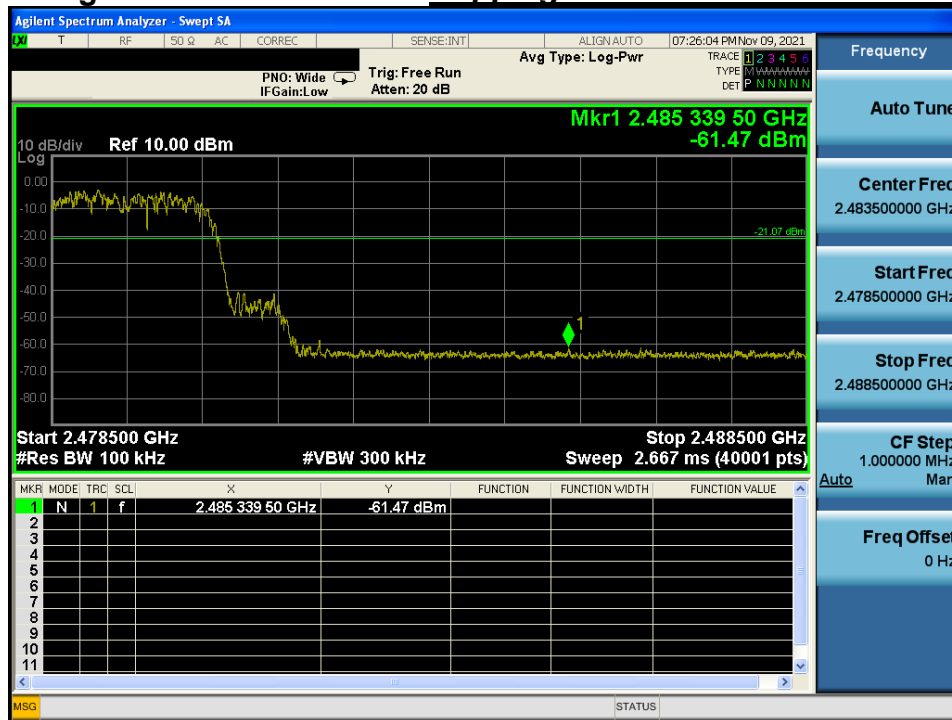 Agilent Spectrum Analyzer - Swept SA
LXI T RF 50 Ω AC CORREC SENSE:INT ALIGN AUTO 07:26:04 PM Nov 09, 2021
Avg Type: Log-Pwr
TRACE 1 2 3 4 5 6
PNO: Wide Trig: Free Run TYPE M
IFGain:Low Atten: 20 dB DET P N N N N N
Mkr1 2.485 339 50 GHz
-61.47 dBm
10 dB/div Ref 10.00 dBm
Log
0.00
-10.0
-20.0
-21.07 dBm
-30.0
-40.0
-50.0
1
-60.0
-70.0
-80.0
Start 2.478500 GHz Stop 2.488500 GHz
#Res BW 100 kHz #VBW 300 kHz Sweep 2.667 ms (40001 pts)
MKR MODE TRC SCL X Y FUNCTION FUNCTION WIDTH FUNCTION VALUE
1 N 1 f 2.485 339 50 GHz -61.47 dBm
2
3
4
5
6
7
8
9
10
11
MSG STATUS
Frequency
Auto Tune
Center Freq
2.483500000 GHz
Start Freq
2.478500000 GHz
Stop Freq
2.488500000 GHz
CF Step
1.000000 MHz
Auto Man
Freq Offset
0 Hz